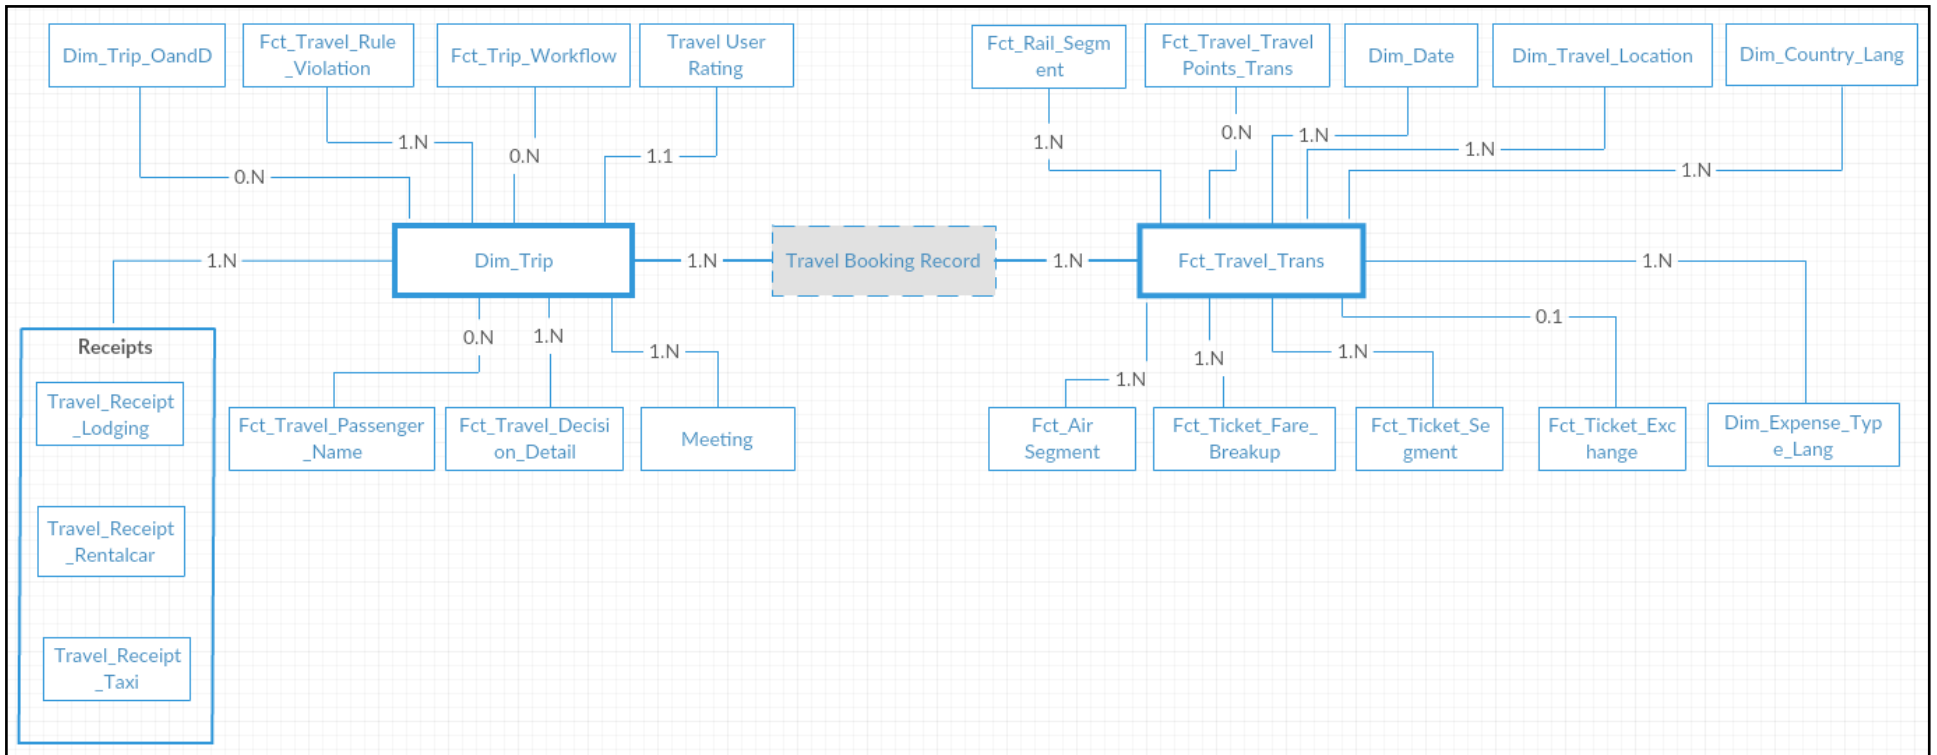 Dim_Trip_OandD
Fct_Travel_Rule
_Violation
Fct_Trip_Workflow
Travel User
Rating
Fct_Rail_Segm
ent
Fct_Travel_Travel
Points_Trans
Dim_Date
Dim_Travel_Location
Dim_Country_Lang
1.N
0.N
1.1
0.N
1.N
0.N
1.N
1.N
1.N
1.N
Dim_Trip
1.N
Travel Booking Record
1.N
Fct_Travel_Trans
1.N
0.N
1.N
1.N
1.N
1.N
1.N
0.1
Receipts
Travel_Receipt
_Lodging
Travel_Receipt
_Rentalcar
Travel_Receipt
_Taxi
Fct_Travel_Passenger
_Name
Fct_Travel_Decisi
on_Detail
Meeting
Fct_Air
Segment
Fct_Ticket_Fare_
Breakup
Fct_Ticket_Se
gment
Fct_Ticket_Exc
hange
Dim_Expense_Typ
e_Lang